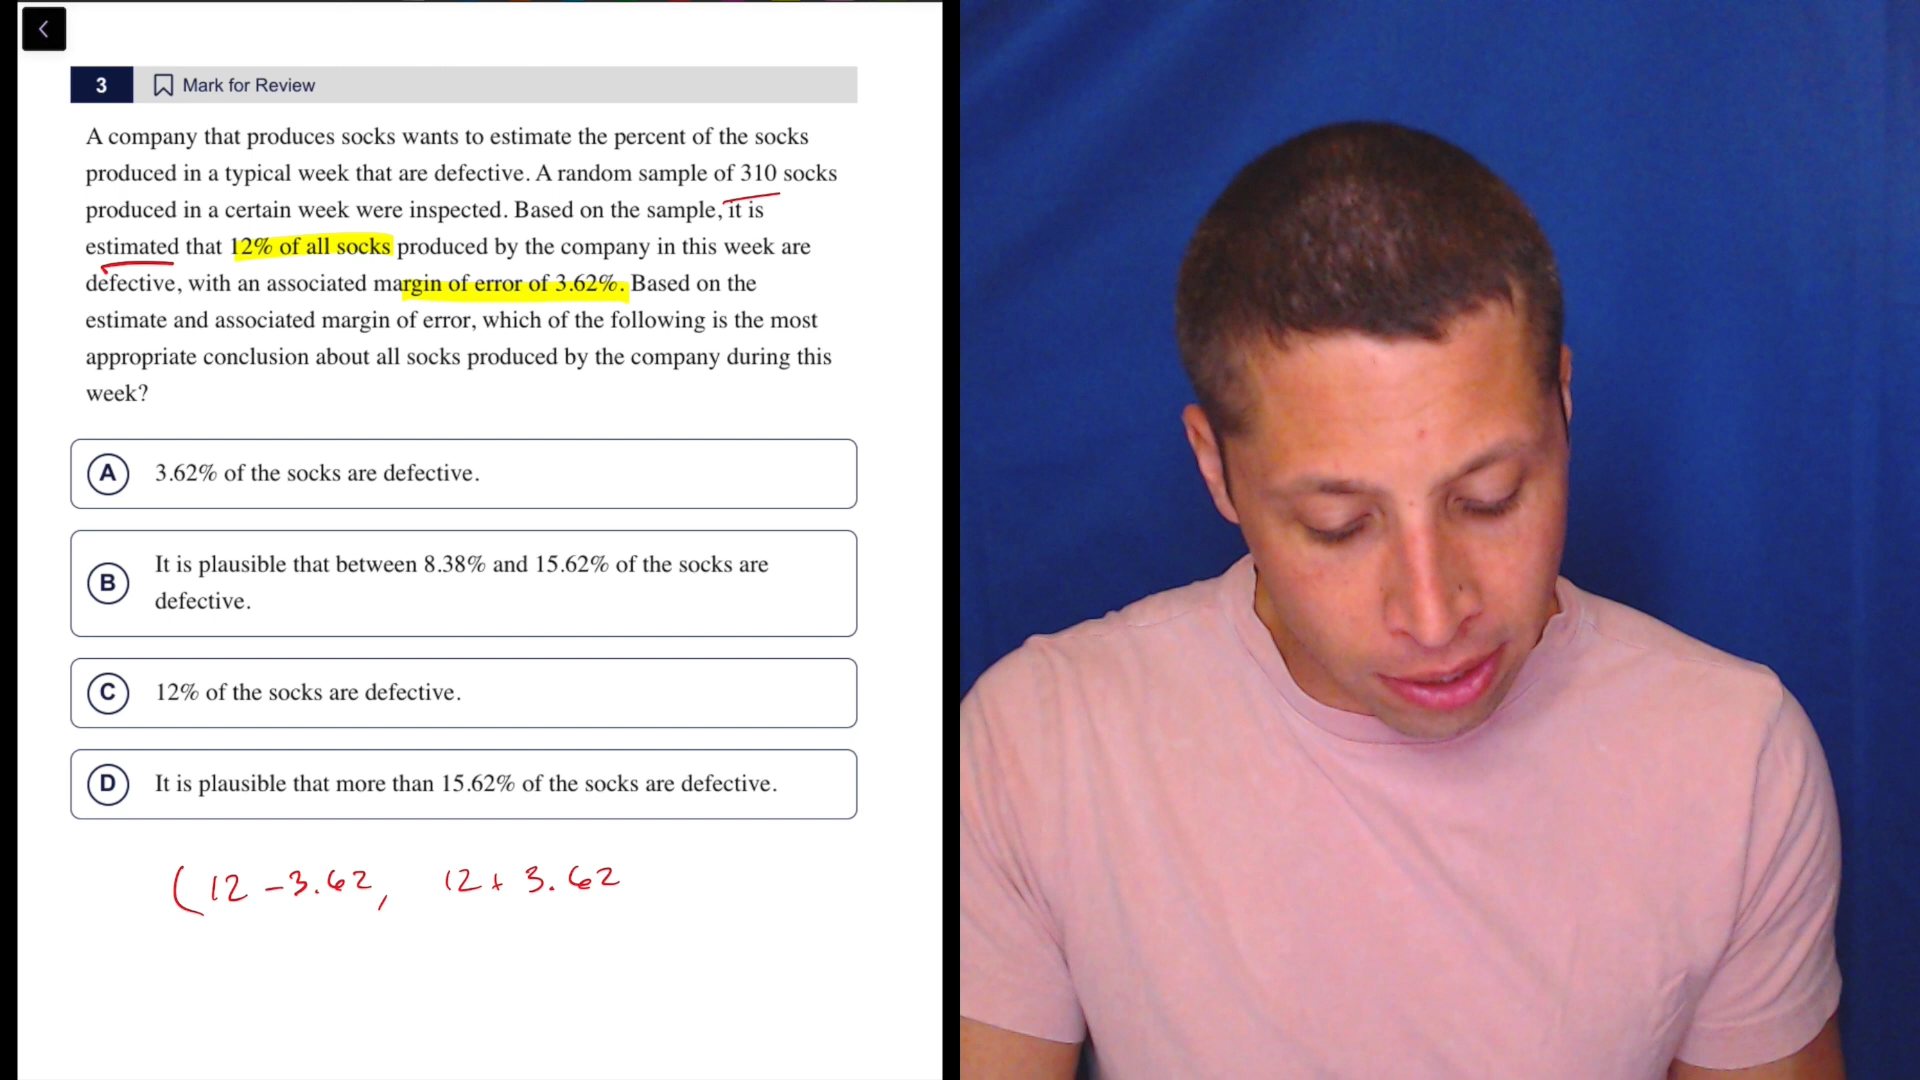 3 Mark for Review
A company that produces socks wants to estimate the percent of the socks
produced in a typical week that are defective. A random sample of 310 socks
produced in a certain week were inspected. Based on the sample, it is
estimated that 12% of all socks produced by the company in this week are
defective, with an associated margin of error of 3.62%. Based on the
estimate and associated margin of error, which of the following is the most
appropriate conclusion about all socks produced by the company during this
week?
A 3.62% of the socks are defective.
B It is plausible that between 8.38% and 15.62% of the socks are
defective.
C 12% of the socks are defective.
D It is plausible that more than 15.62% of the socks are defective.
(12 - 3.62, 12 + 3.62